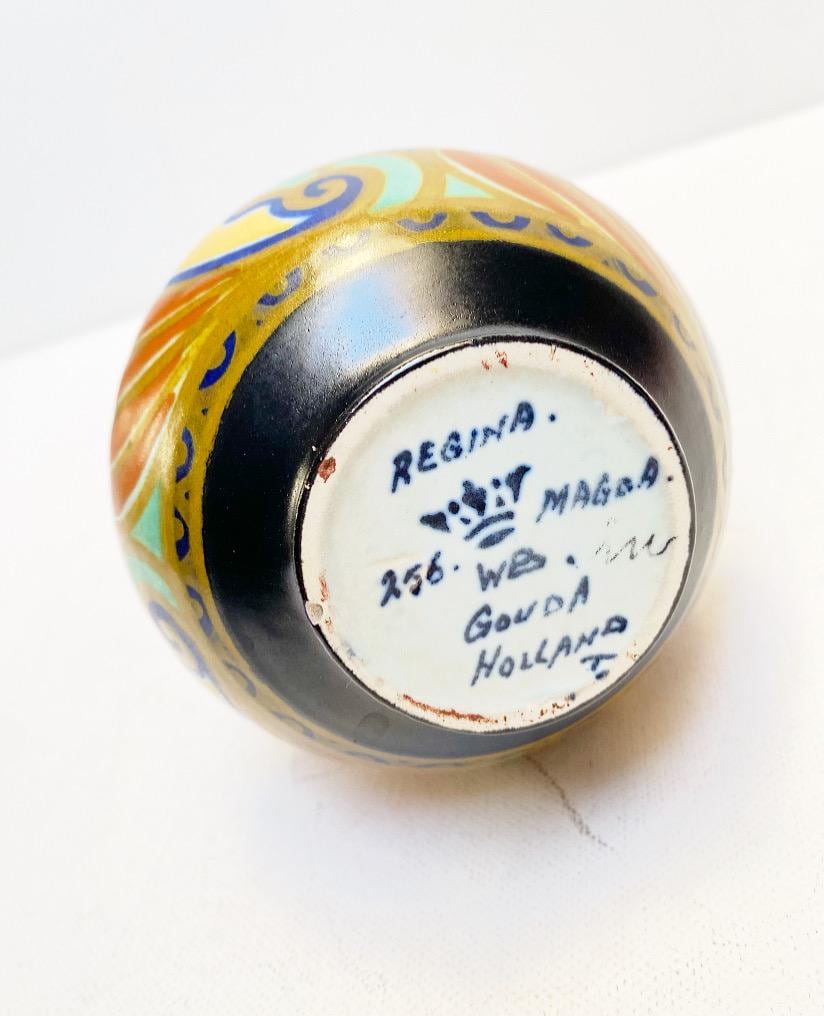 REGINA.
MAGDA.
256. WB.
GOUDA
HOLLAND